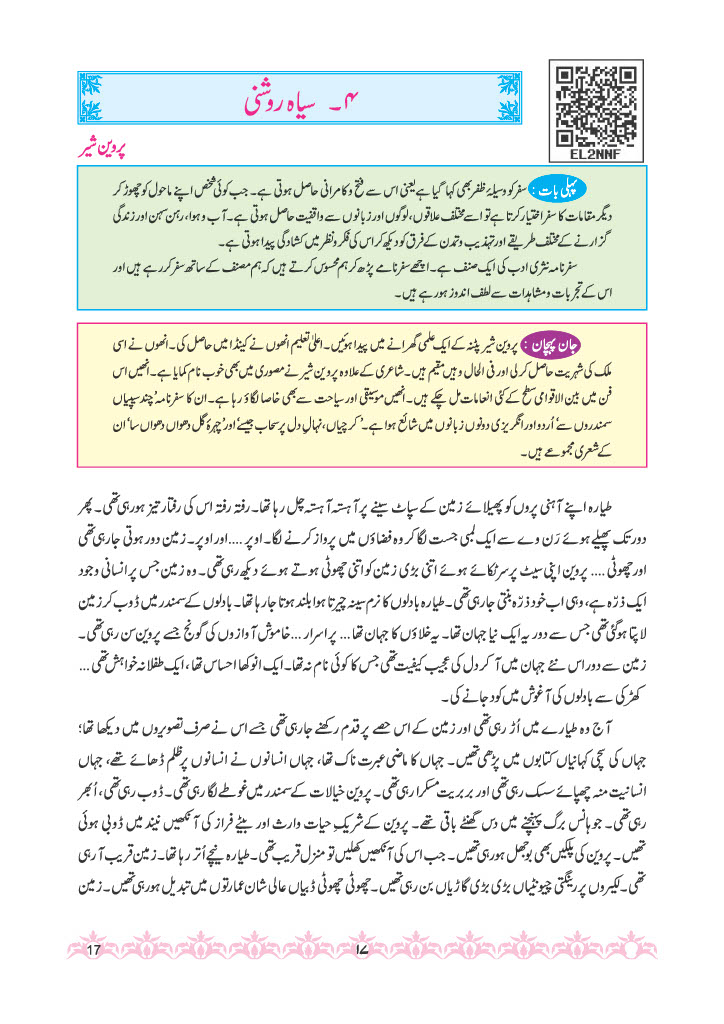 ۴۔ سیاہ روشنی
EL2NNF
پروین شیر
پہلی بات : سفر کو وسیلۂ ظفر بھی کہا گیا ہے یعنی اس سے فتح و کامرانی حاصل ہوتی ہے۔ جب کوئی شخص اپنے ماحول کو چھوڑ کر
دیگر مقامات کا سفر اختیار کرتا ہے تو اسے مختلف علاقوں، لوگوں اور زبانوں سے واقفیت حاصل ہوتی ہے۔ آب و ہوا، رہن سہن اور زندگی
گزارنے کے مختلف طریقے اور تہذیب و تمدن کے فرق کو دیکھ کر اس کی فکر و نظر میں کشادگی پیدا ہوتی ہے۔
سفرنامہ نثری ادب کی ایک صنف ہے۔ اچھے سفرنامے پڑھ کر ہم محسوس کرتے ہیں کہ ہم مصنف کے ساتھ سفر کر رہے ہیں اور
اس کے تجربات و مشاہدات سے لطف اندوز ہو رہے ہیں۔
جان پہچان : پروین شیر پٹنہ کے ایک علمی گھرانے میں پیدا ہوئیں۔ اعلیٰ تعلیم انھوں نے کینڈا میں حاصل کی۔ انھوں نے اسی
ملک کی شہریت حاصل کرلی اور فی الحال وہیں مقیم ہیں۔ شاعری کے علاوہ پروین شیر نے مصوری میں بھی خوب نام کمایا ہے۔ انھیں اس
فن میں بین الاقوامی سطح کے کئی انعامات مل چکے ہیں۔ انھیں موسیقی اور سیاحت سے بھی خاصا لگاؤ رہا ہے۔ ان کا سفرنامہ 'چند سیپیاں
سمندروں سے' اُردو اور انگریزی دونوں زبانوں میں شائع ہوا ہے۔ 'کرچیاں، نہالِ دل پر سحاب جیسے' اور 'چہرۂ گل دھواں دھواں سا' ان
کے شعری مجموعے ہیں۔
طیارہ اپنے آہنی پروں کو پھیلائے زمین کے سپاٹ سینے پر آہستہ آہستہ چل رہا تھا۔ رفتہ رفتہ اس کی رفتار تیز ہو رہی تھی۔ پھر
دور تک پھیلے ہوئے رَن وے سے ایک لمبی جست لگا کر وہ فضاؤں میں پرواز کرنے لگا۔ اوپر .... اور اوپر۔ زمین دور ہوتی جا رہی تھی
اور چھوٹی .... پروین اپنی سیٹ پر سر ٹکائے ہوئے اتنی بڑی زمین کو اتنی چھوٹی ہوتے ہوئے دیکھ رہی تھی۔ وہ زمین جس پر انسانی وجود
ایک ذرّہ ہے، وہی اب خود ذرّہ بنتی جا رہی تھی۔ طیارہ بادلوں کا نرم سینہ چیرتا ہوا بلند ہوتا جا رہا تھا۔ بادلوں کے سمندر میں ڈوب کر زمین
لاپتا ہوگئی تھی جس سے دور یہ ایک نیا جہان تھا۔ یہ خلاؤں کا جہان تھا... پراسرار... خاموش آوازوں کی گونج جسے پروین سن رہی تھی۔
زمین سے دور اس نئے جہان میں آ کر دل کی عجیب کیفیت تھی جس کا کوئی نام نہ تھا۔ ایک انوکھا احساس تھا، ایک طفلانہ خواہش تھی ...
کھڑکی سے بادلوں کی آغوش میں کود جانے کی۔
آج وہ طیارے میں اُڑ رہی تھی اور زمین کے اس حصے پر قدم رکھنے جا رہی تھی جسے اس نے صرف تصویروں میں دیکھا تھا؛
جہاں کی سچی کہانیاں کتابوں میں پڑھی تھیں۔ جہاں کا ماضی عبرت ناک تھا، جہاں انسانوں نے انسانوں پر ظلم ڈھائے تھے، جہاں
انسانیت منہ چھپائے سسک رہی تھی اور بربریت مسکرا رہی تھی۔ پروین خیالات کے سمندر میں غوطے لگا رہی تھی۔ ڈوب رہی تھی، اُبھر
رہی تھی۔ جوہانس برگ پہنچنے میں دس گھنٹے باقی تھے۔ پروین کے شریکِ حیات وارث اور بیٹے فراز کی آنکھیں نیند میں ڈوبی ہوئی
تھیں۔ پروین کی پلکیں بھی بوجھل ہو رہی تھیں۔ جب اس کی آنکھیں کھلیں تو منزل قریب تھی۔ طیارہ نیچے اُتر رہا تھا۔ زمین قریب آ رہی
تھی۔ لکیروں پر رینگتی چیونٹیاں بڑی بڑی گاڑیاں بن رہی تھیں۔ چھوٹی چھوٹی ڈبیاں عالی شان عمارتوں میں تبدیل ہو رہی تھیں۔ زمین
۱۷
17